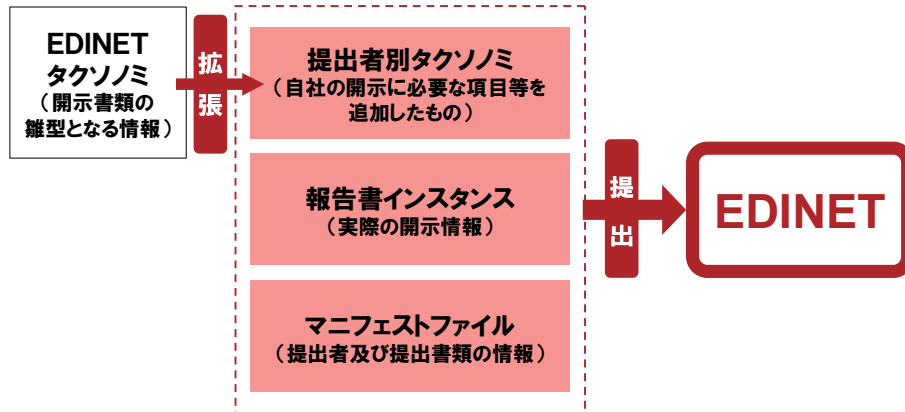 EDINET
タクソノミ
（開示書類の
雛型となる情報）
拡張
提出者別タクソノミ
（自社の開示に必要な項目等を
追加したもの）
報告書インスタンス
（実際の開示情報）
マニフェストファイル
（提出者及び提出書類の情報）
提出
EDINET